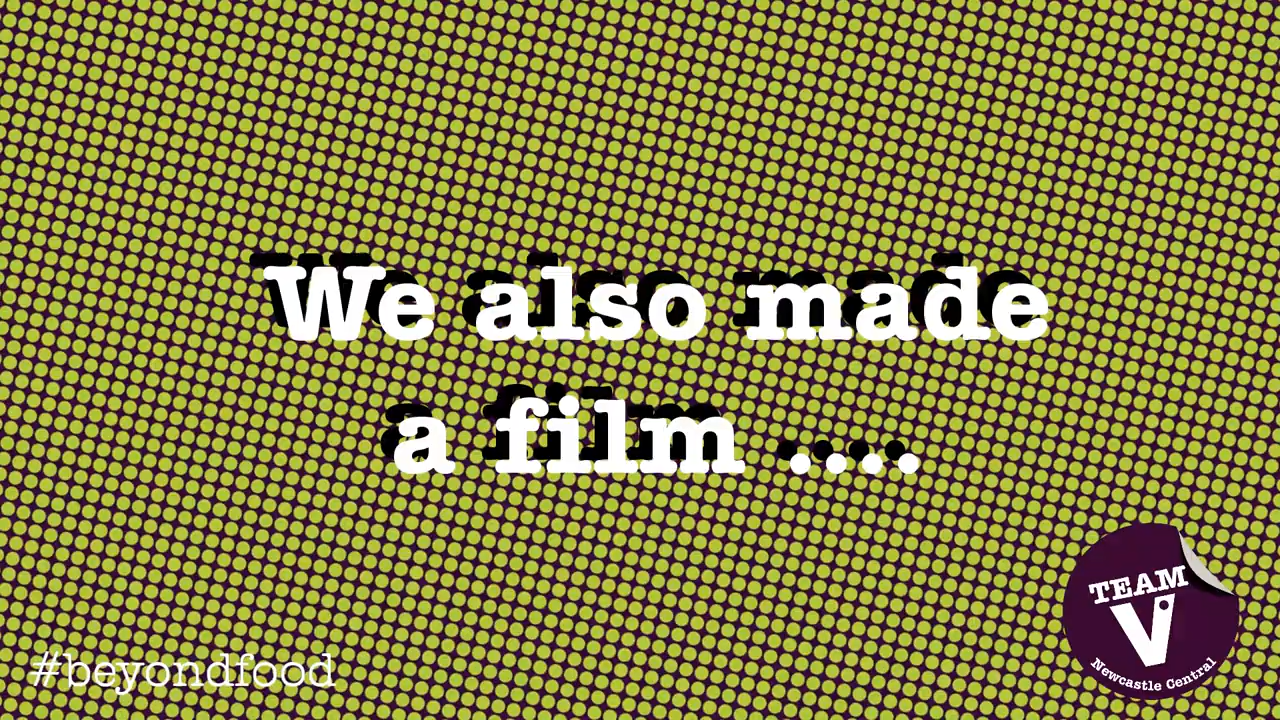 We also made
a film ....
#beyondfood
TEAM
V
Newcastle Central